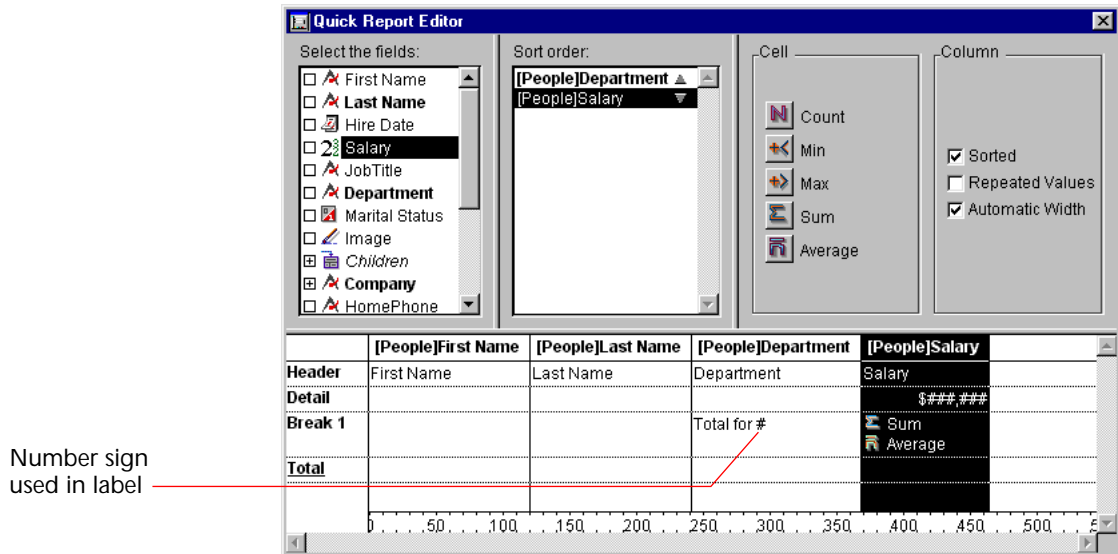 Quick Report Editor
Select the fields:
First Name
Last Name
Hire Date
Salary
JobTitle
Department
Marital Status
Image
Children
Company
HomePhone
Sort order:
[People]Department
[People]Salary
Cell
Count
Min
Max
Sum
Average
Column
Sorted
Repeated Values
Automatic Width
[People]First Name [People]Last Name [People]Department [People]Salary
Header First Name Last Name Department Salary
Detail $###,###
Break 1 Total for # Sum
Average
Total
0 50 100 150 200 250 300 350 400 450 500
Number sign
used in label